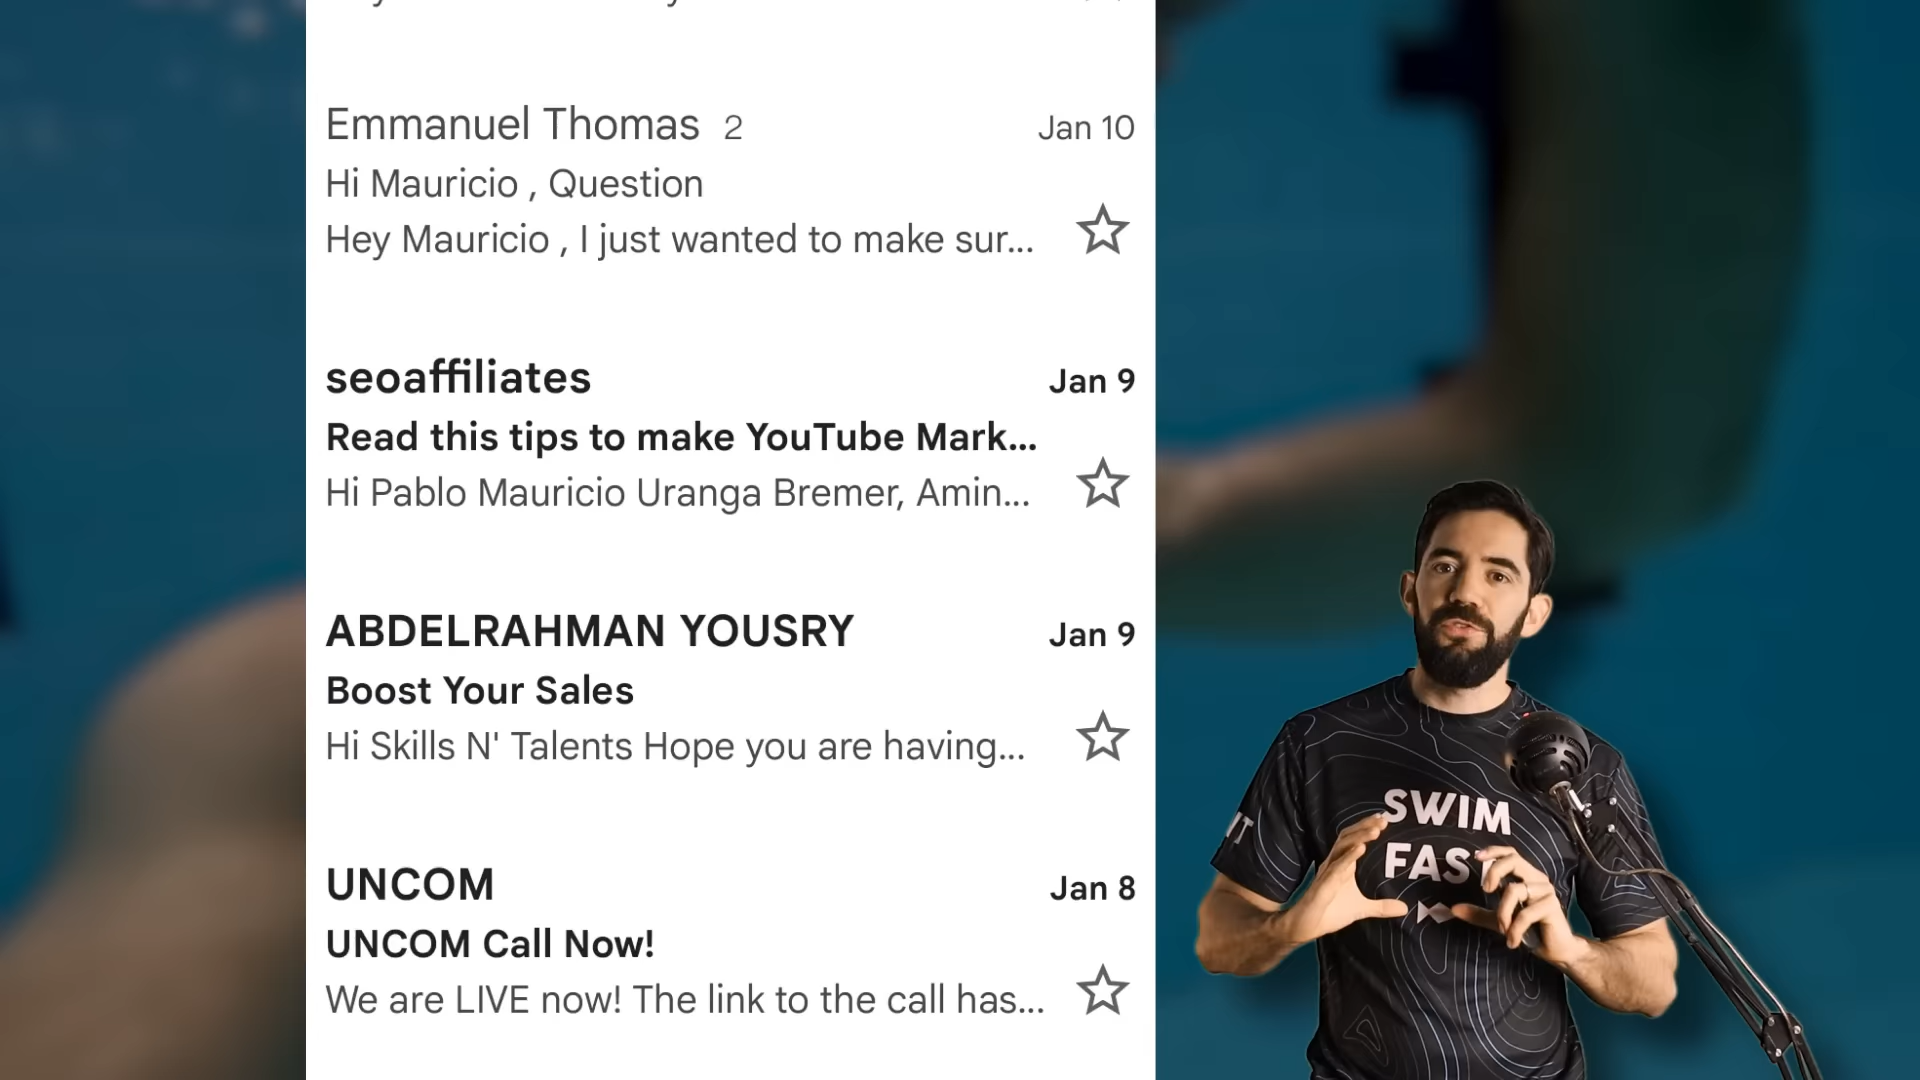 Emmanuel Thomas 2 Jan 10
Hi Mauricio , Question
Hey Mauricio , I just wanted to make sur...
seoaffiliates Jan 9
Read this tips to make YouTube Mark...
Hi Pablo Mauricio Uranga Bremer, Amin...
ABDELRAHMAN YOUSRY Jan 9
Boost Your Sales
Hi Skills N' Talents Hope you are having...
UNCOM Jan 8
UNCOM Call Now!
We are LIVE now! The link to the call has...
SWIM
FAST